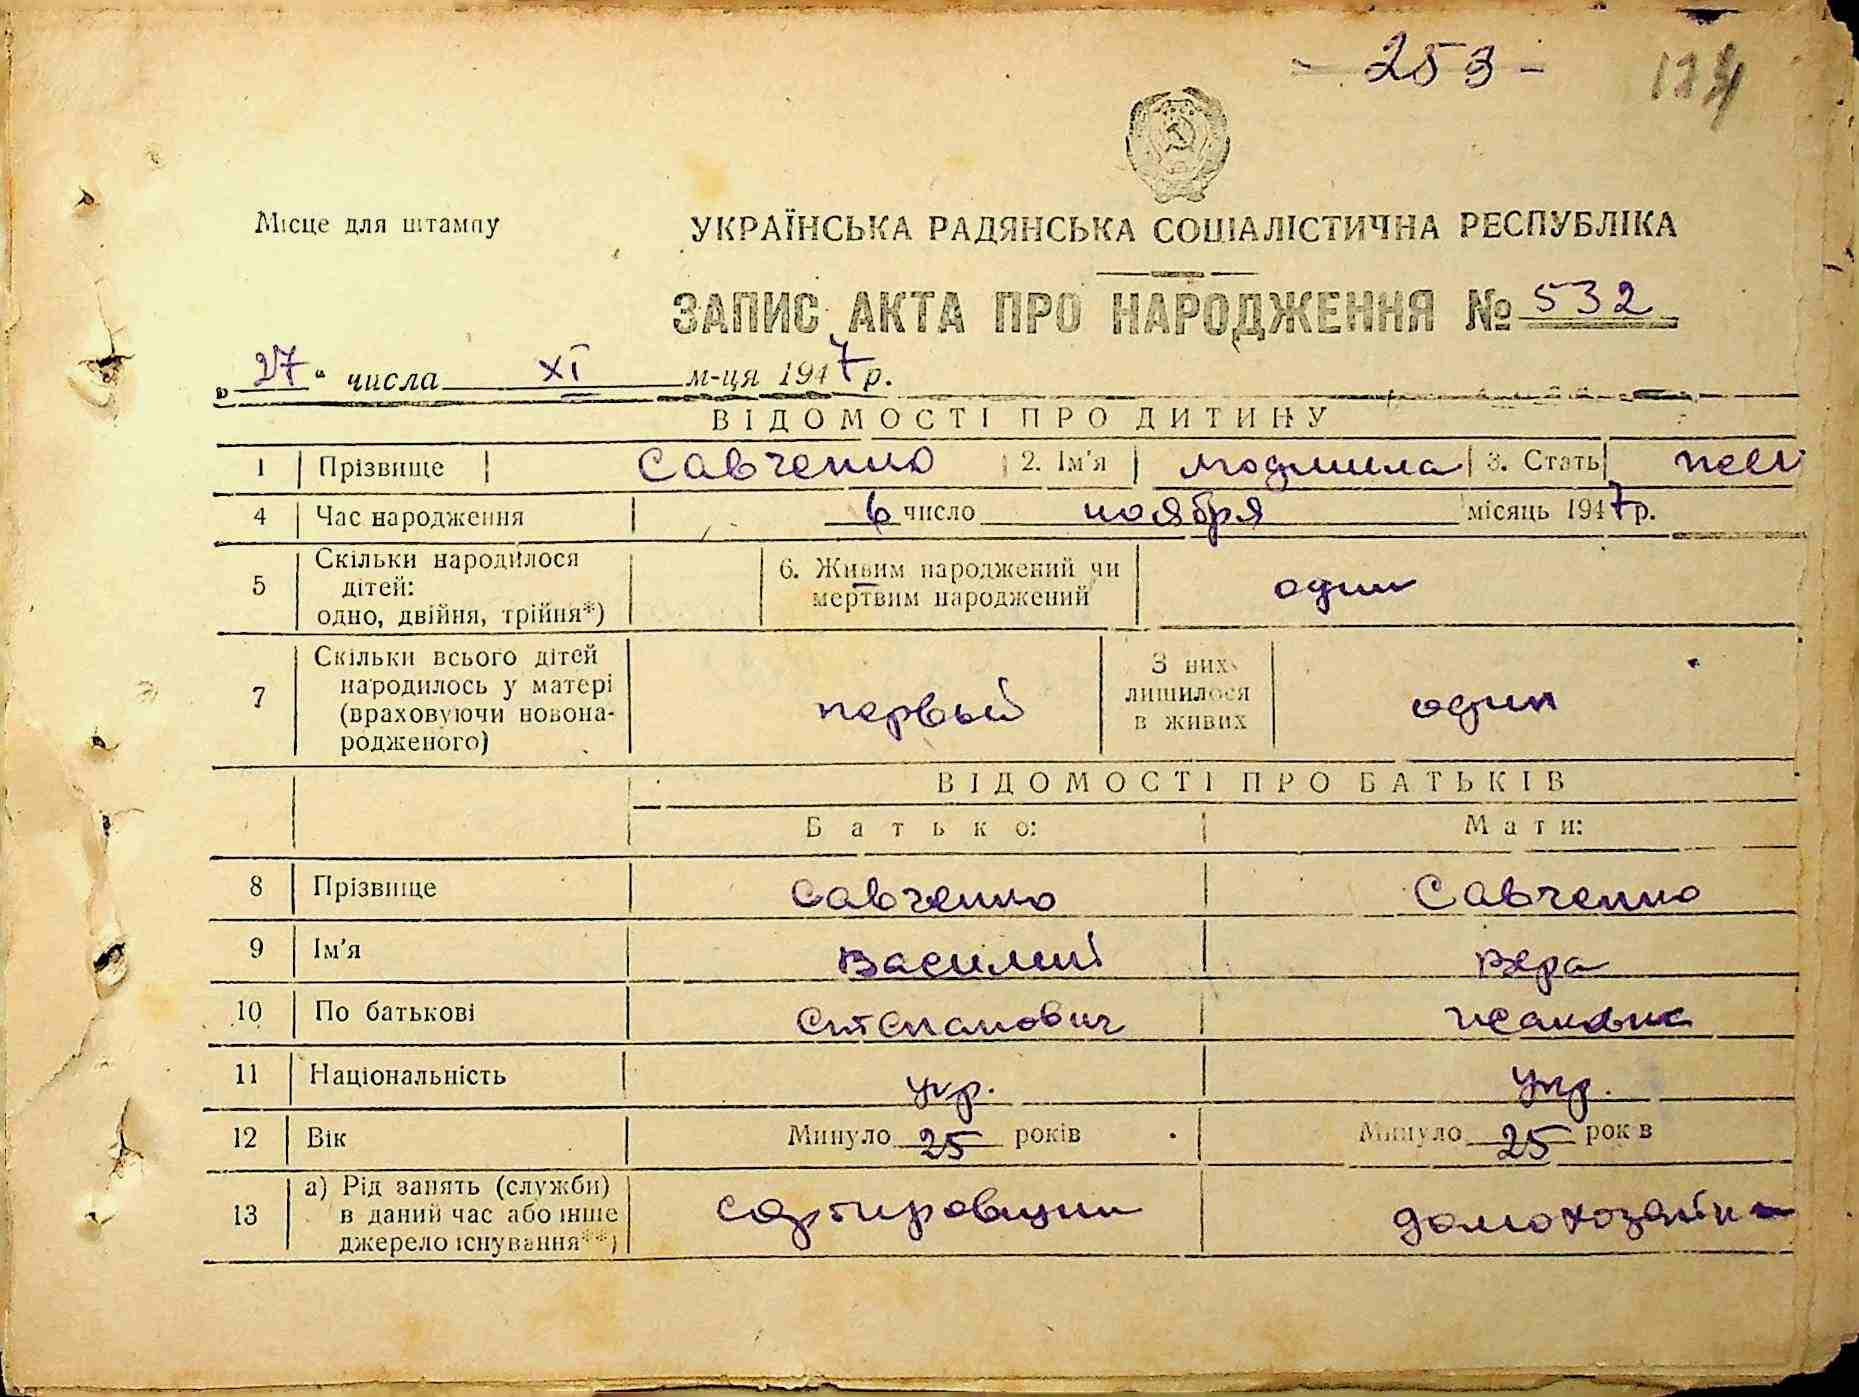 - 253 -
124
Місце для штампу
УКРАЇНСЬКА РАДЯНСЬКА СОЦІАЛІСТИЧНА РЕСПУБЛІКА
ЗАПИС АКТА ПРО НАРОДЖЕННЯ № 532
„27“ числа XI м-ця 1947 р.
ВІДОМОСТІ ПРО ДИТИНУ
1 Прізвище Савченко 2. Ім'я Людмила 3. Стать
4 Час народження 6 число ноября місяць 1947 р.
5 Скільки народилося дітей: одно, двійня, трійня*) 6. Живим народжений чи мертвим народжений один
7 Скільки всього дітей народилось у матері (враховуючи новонародженого) первый З них лишилося в живих один
ВІДОМОСТІ ПРО БАТЬКІВ
Батько: Мати:
8 Прізвище Савченко Савченко
9 Ім'я Василий Вера
10 По батькові Степанович
11 Національність укр. укр.
12 Вік Минуло 25 років Минуло 25 років
13 а) Рід занять (служби) в даний час або інше джерело існування**) сортировщик домохозяйк